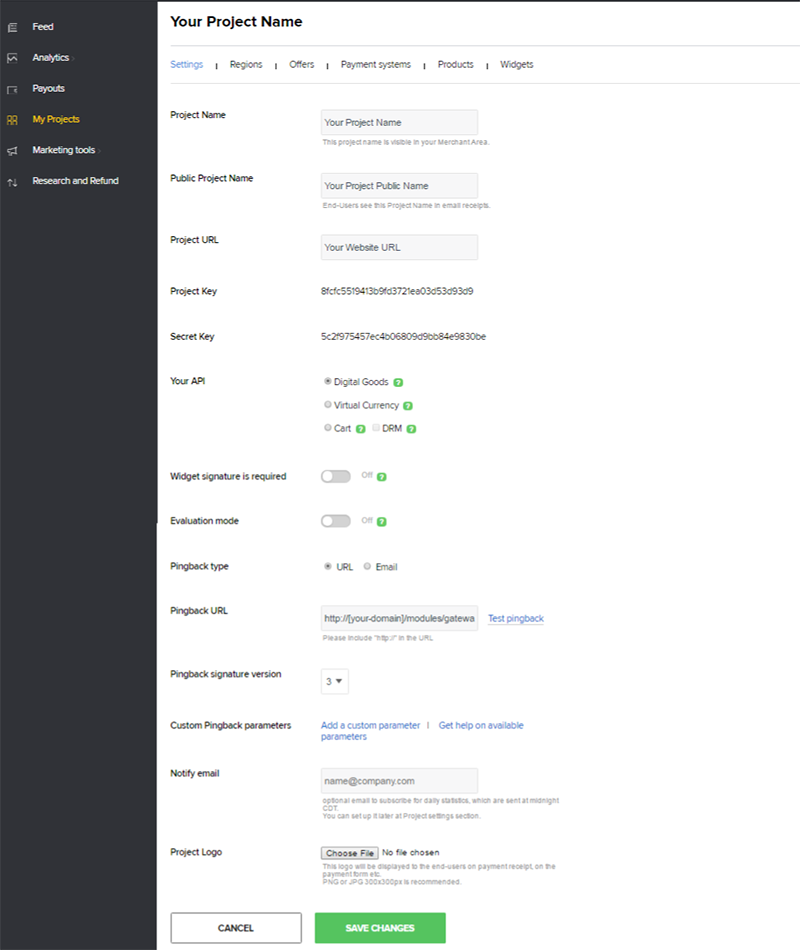 Your Project Name
Feed
Analytics
Payouts
My Projects
Marketing tools
Research and Refund
Settings | Regions | Offers | Payment systems | Products | Widgets
Project Name
Your Project Name
This project name is visible in your Merchant Area.
Public Project Name
Your Project Public Name
End-Users see this Project Name in email receipts.
Project URL
Your Website URL
Project Key
8fcfc5519413b9fd3721ea03d53d93d9
Secret Key
5c2f975457ec4b06809d9bb84e9830be
Your API
Digital Goods ?
Virtual Currency ?
Cart ? DRM ?
Widget signature is required
Off ?
Evaluation mode
Off ?
Pingback type
URL Email
Pingback URL
http://[your-domain]/modules/gatewa Test pingback
Please include "http://" in the URL
Pingback signature version
3
Custom Pingback parameters
Add a custom parameter | Get help on available
parameters
Notify email
name@company.com
optional email to subscribe for daily statistics, which are sent at midnight
CDT.
You can set up it later at Project settings section.
Project Logo
Choose File No file chosen
This logo will be displayed to the end-users on payment receipt, on the
payment form etc.
PNG or JPG 300x300px is recommended.
CANCEL SAVE CHANGES